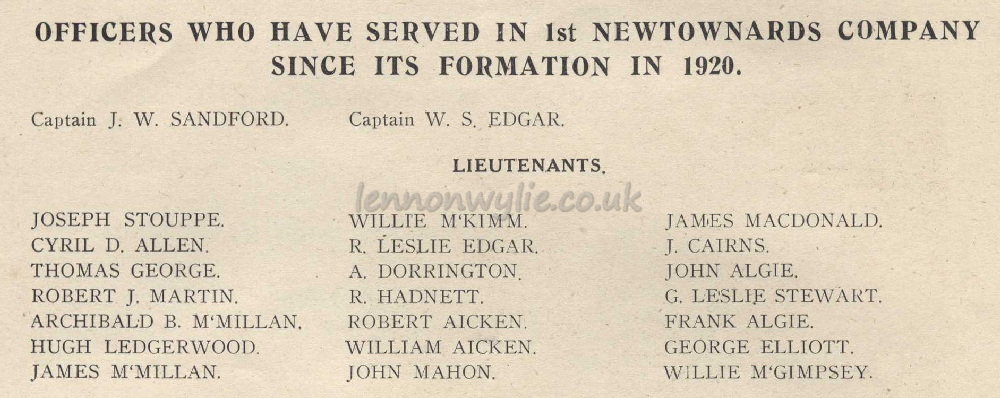 OFFICERS WHO HAVE SERVED IN 1st NEWTOWNARDS COMPANY
SINCE ITS FORMATION IN 1920.
Captain J. W. SANDFORD. Captain W. S. EDGAR.
LIEUTENANTS.
lennonwylie.co.uk
JOSEPH STOUPPE. WILLIE M'KIMM. JAMES MACDONALD.
CYRIL D. ALLEN. R. LESLIE EDGAR. J. CAIRNS.
THOMAS GEORGE. A. DORRINGTON. JOHN ALGIE.
ROBERT J. MARTIN. R. HADNETT. G. LESLIE STEWART.
ARCHIBALD B. M'MILLAN. ROBERT AICKEN. FRANK ALGIE.
HUGH LEDGERWOOD. WILLIAM AICKEN. GEORGE ELLIOTT.
JAMES M'MILLAN. JOHN MAHON. WILLIE M'GIMPSEY.